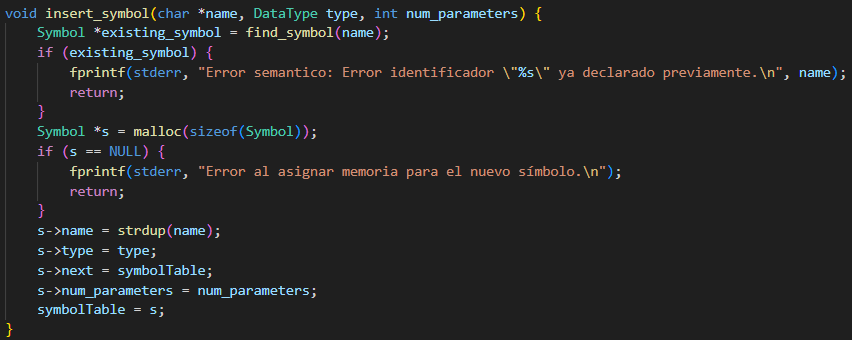 void insert_symbol(char *name, DataType type, int num_parameters) {
    Symbol *existing_symbol = find_symbol(name);
    if (existing_symbol) {
        fprintf(stderr, "Error semantico: Error identificador \"%s\" ya declarado previamente.\n", name);
        return;
    }
    Symbol *s = malloc(sizeof(Symbol));
    if (s == NULL) {
        fprintf(stderr, "Error al asignar memoria para el nuevo símbolo.\n");
        return;
    }
    s->name = strdup(name);
    s->type = type;
    s->next = symbolTable;
    s->num_parameters = num_parameters;
    symbolTable = s;
}